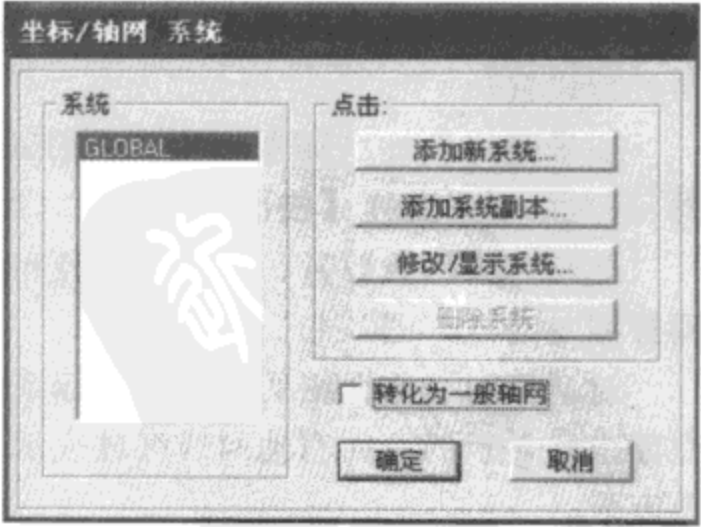 坐标/轴网 系统
系统
GLOBAL
点击:
添加新系统...
添加系统副本...
修改/显示系统...
删除系统
转化为一般轴网
确定
取消